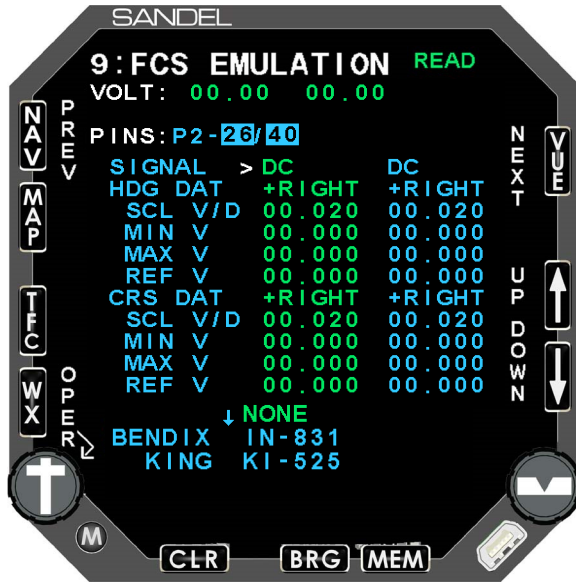 SANDEL
9:FCS EMULATION READ
VOLT: 00.00 00.00
PINS:P2-26/40
SIGNAL >DC DC
HDG DAT +RIGHT +RIGHT
SCL V/D 00.020 00.020
MIN V 00.000 00.000
MAX V 00.000 00.000
REF V 00.000 00.000
CRS DAT +RIGHT +RIGHT
SCL V/D 00.020 00.020
MIN V 00.000 00.000
MAX V 00.000 00.000
REF V 00.000 00.000
↓ NONE
BENDIX IN-831
KING KI-525
NAV
PREV
MAP
TFC
WX
OPER
NEXT
VUE
UP
DOWN
M
CLR BRG MEM